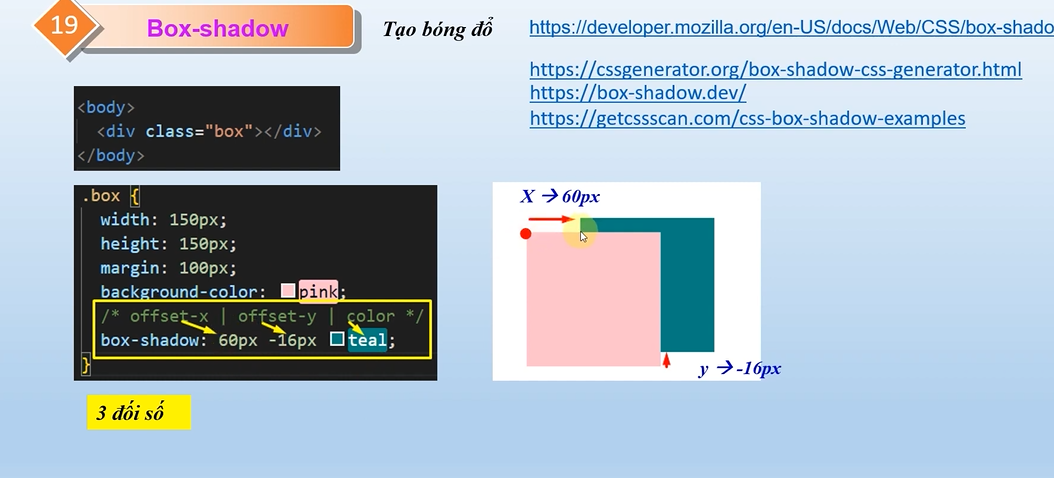 19
Box-shadow
Tạo bóng đổ
https://developer.mozilla.org/en-US/docs/Web/CSS/box-shado
https://cssgenerator.org/box-shadow-css-generator.html
https://box-shadow.dev/
https://getcssscan.com/css-box-shadow-examples
<body>
<div class="box"></div>
</body>
.box {
width: 150px;
height: 150px;
margin: 100px;
background-color: pink;
/* offset-x | offset-y | color */
box-shadow: 60px -16px teal;
}
3 đối số
X → 60px
y → -16px